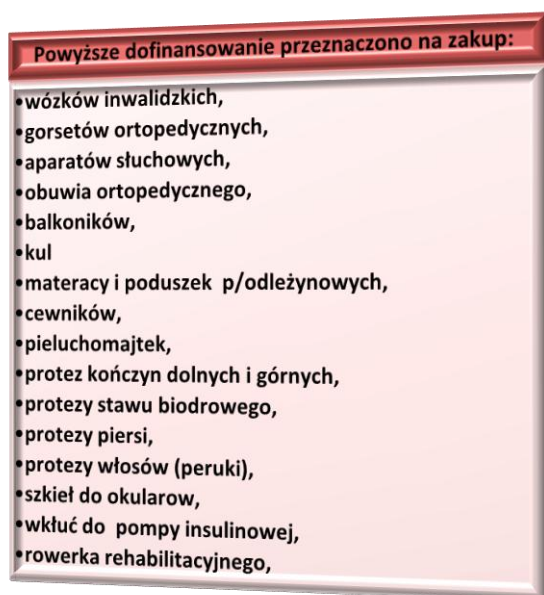 Powyższe dofinansowanie przeznaczono na zakup:
•wózków inwalidzkich,
•gorsetów ortopedycznych,
•aparatów słuchowych,
•obuwia ortopedycznego,
•balkoników,
•kul
•materacy i poduszek p/odleżynowych,
•cewników,
•pieluchomajtek,
•protez kończyn dolnych i górnych,
•protezy stawu biodrowego,
•protezy piersi,
•protezy włosów (peruki),
•szkieł do okularow,
•wkłuć do pompy insulinowej,
•rowerka rehabilitacyjnego,